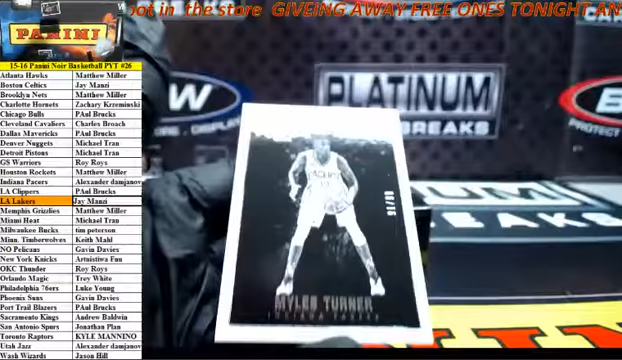 oot in the store GIVEING AWAY FREE ONES TONIGHT AN
PANINI
15-16 Panini Noir Basketball PYT #26
Atlanta Hawks Matthew Miller
Boston Celtics Jay Manzi
Brooklyn Nets Matthew Miller
Charlotte Hornets Zachary Krzeminski
Chicago Bulls PAul Brucks
Cleveland Cavaliers Charles Broach
Dallas Mavericks PAul Brucks
Denver Nuggets Michael Tran
Detroit Pistons Michael Tran
GS Warriors Roy Roys
Houston Rockets Matthew Miller
Indiana Pacers Alexander damjanov
LA Clippers PAul Brucks
LA Lakers Jay Manzi
Memphis Grizzlies Matthew Miller
Miami Heat Michael Tran
Milwaukee Bucks tim peterson
Minn. Timberwolves Keith Mahl
NO Pelicans Gavin Davies
New York Knicks Artnistiwa Fuu
OKC Thunder Roy Roys
Orlando Magic Trey White
Philadelphia 76ers Luke Young
Phoenix Suns Gavin Davies
Port Trail Blazers PAul Brucks
Sacramento Kings Andrew Baldwin
San Antonio Spurs Jonathan Plan
Toronto Raptors KYLE MANNINO
Utah Jazz Alexander damjanov
Wash Wizards Jason Hill
PLATINUM
BREAKS
PROTECT
MYLES TURNER
INDIANA PACERS